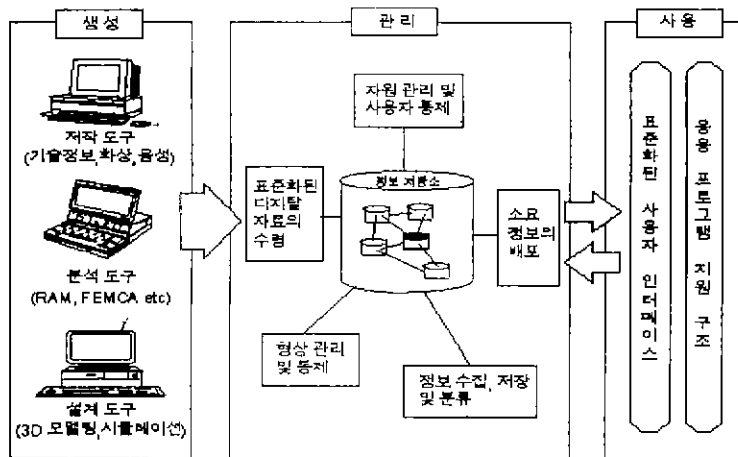 생 성
저작 도구
(기술정보,화상,음성)
분석 도구
(RAM, FEMCA etc)
설계 도구
(3D 모델링,시뮬레이션)
관 리
자원 관리 및
사용자 통제
표준화된
디지탈
자료의
수령
정보 저장소
소요
정보의
배포
형상 관리
및 통제
정보 수집, 저장
및 분류
사 용
표준화된 사용자 인터페이스
응용 프로그램 지원 구조